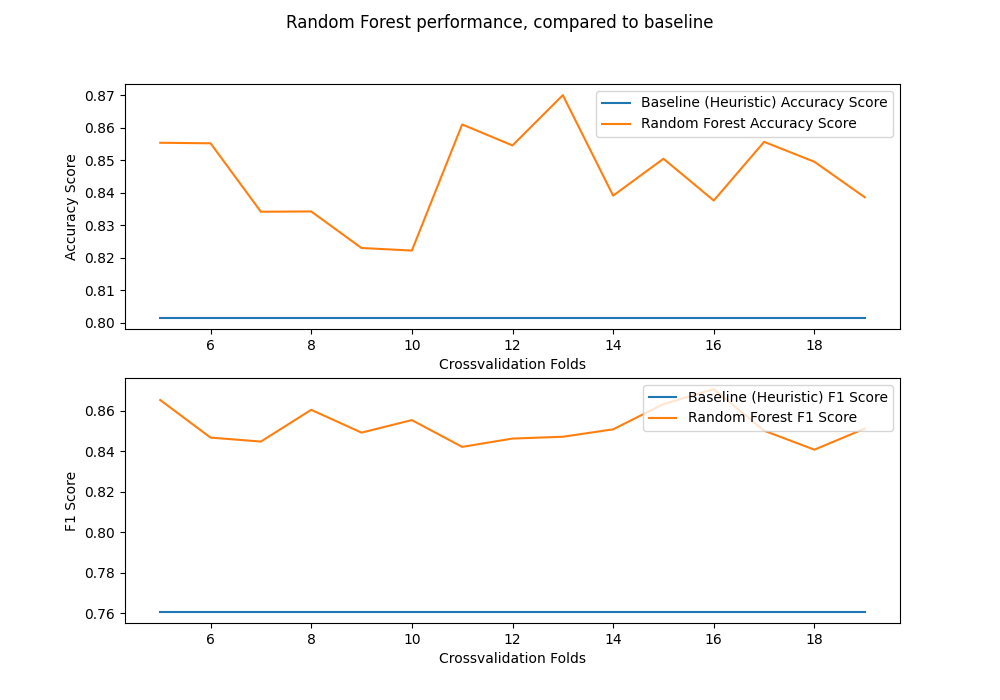 Random Forest performance, compared to baseline
0.87
0.86
0.85
0.84
0.83
0.82
0.81
0.80
Accuracy Score
Baseline (Heuristic) Accuracy Score
Random Forest Accuracy Score
6 8 10 12 14 16 18
Crossvalidation Folds
0.86
0.84
0.82
0.80
0.78
0.76
F1 Score
Baseline (Heuristic) F1 Score
Random Forest F1 Score
6 8 10 12 14 16 18
Crossvalidation Folds